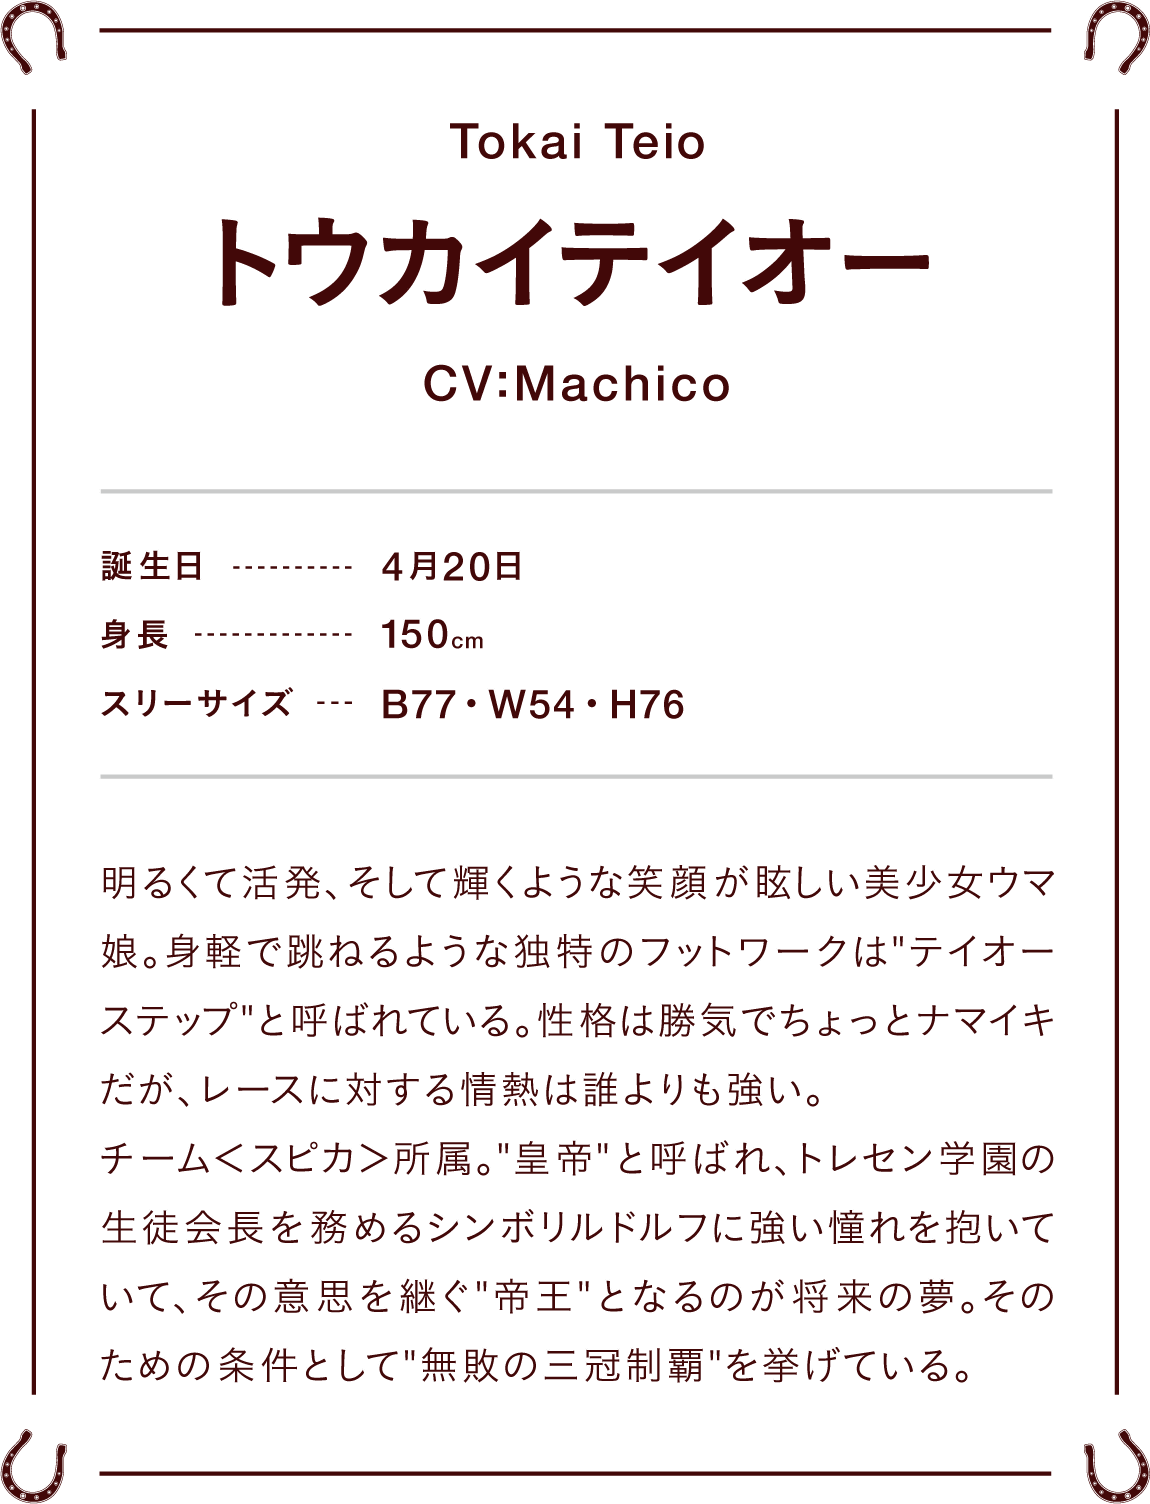 Tokai Teio
トウカイテイオー
CV:Machico
誕生日 ---------- 4月20日
身長 ------------- 150cm
スリーサイズ --- B77・W54・H76
明るくて活発、そして輝くような笑顔が眩しい美少女ウマ
娘。身軽で跳ねるような独特のフットワークは"テイオー
ステップ"と呼ばれている。性格は勝気でちょっとナマイキ
だが、レースに対する情熱は誰よりも強い。
チーム＜スピカ＞所属。"皇帝"と呼ばれ、トレセン学園の
生徒会長を務めるシンボリルドルフに強い憧れを抱いて
いて、その意思を継ぐ"帝王"となるのが将来の夢。その
ための条件として"無敗の三冠制覇"を挙げている。